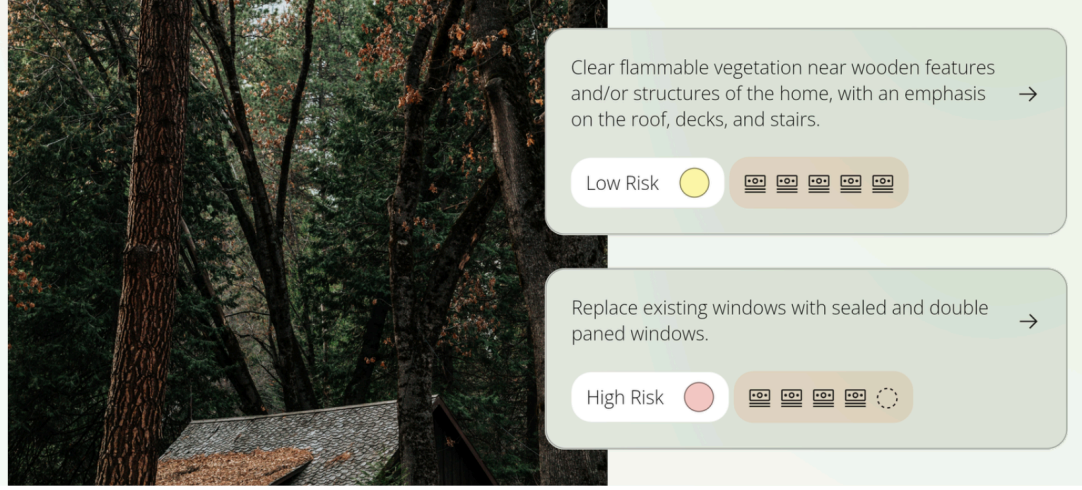 Clear flammable vegetation near wooden features
and/or structures of the home, with an emphasis
on the roof, decks, and stairs.
Low Risk
Replace existing windows with sealed and double
paned windows.
High Risk